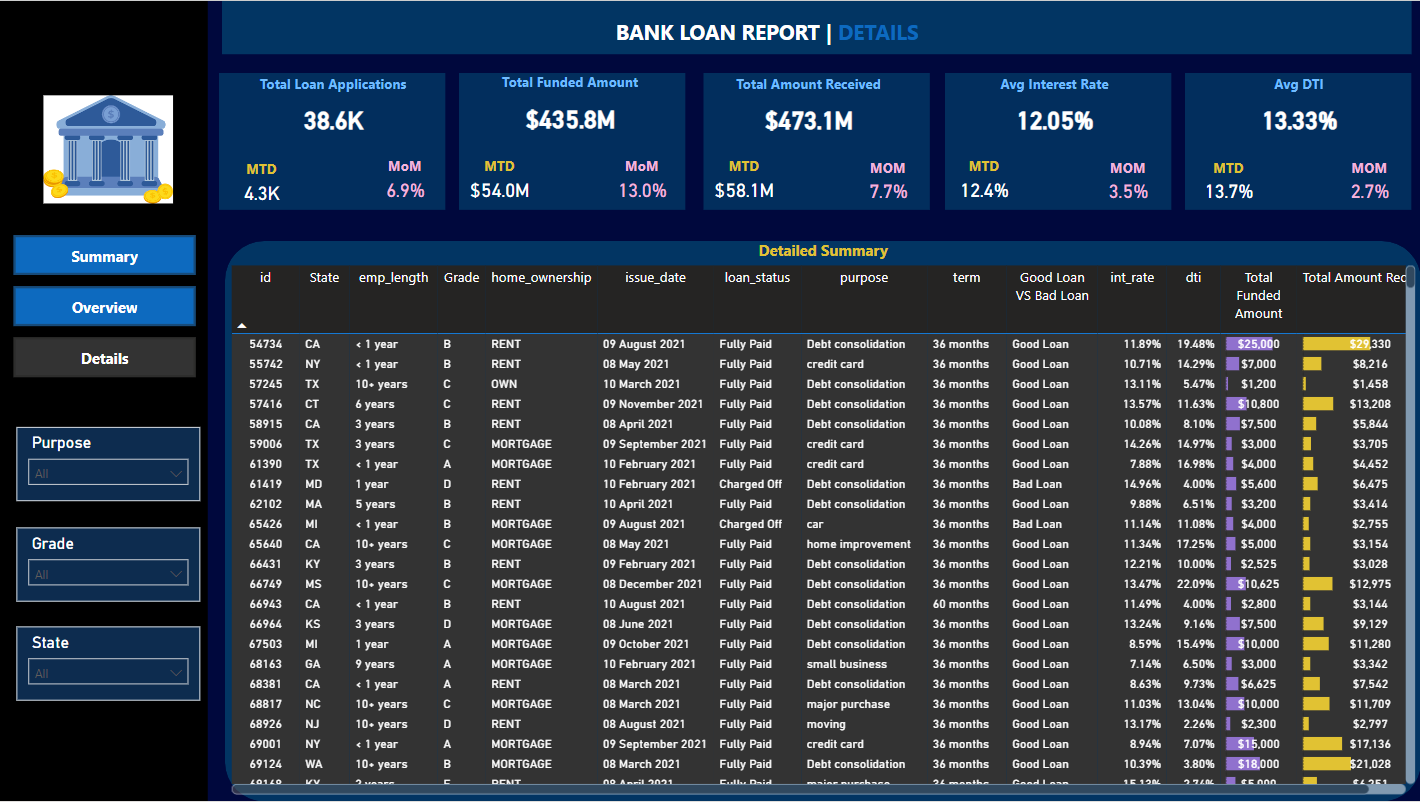 BANK LOAN REPORT | DETAILS
Total Loan Applications
38.6K
MTD MoM
4.3K 6.9%
Total Funded Amount
$435.8M
MTD MoM
$54.0M 13.0%
Total Amount Received
$473.1M
MTD MOM
$58.1M 7.7%
Avg Interest Rate
12.05%
MTD MOM
12.4% 3.5%
Avg DTI
13.33%
MTD MOM
13.7% 2.7%
Summary
Overview
Details
Purpose
All
Grade
All
State
All
Detailed Summary
id State emp_length Grade home_ownership issue_date loan_status purpose term Good Loan VS Bad Loan int_rate dti Total Funded Amount Total Amount Rec
54734 CA < 1 year B RENT 09 August 2021 Fully Paid Debt consolidation 36 months Good Loan 11.89% 19.48% $25,000 $29,330
55742 NY < 1 year B RENT 08 May 2021 Fully Paid credit card 36 months Good Loan 10.71% 14.29% $7,000 $8,216
57245 TX 10+ years C OWN 10 March 2021 Fully Paid Debt consolidation 36 months Good Loan 13.11% 5.47% $1,200 $1,458
57416 CT 6 years C RENT 09 November 2021 Fully Paid Debt consolidation 36 months Good Loan 13.57% 11.63% $10,800 $13,208
58915 CA 3 years B RENT 08 April 2021 Fully Paid Debt consolidation 36 months Good Loan 10.08% 8.10% $7,500 $5,844
59006 TX 3 years C MORTGAGE 09 September 2021 Fully Paid credit card 36 months Good Loan 14.26% 14.97% $3,000 $3,705
61390 TX < 1 year A MORTGAGE 10 February 2021 Fully Paid credit card 36 months Good Loan 7.88% 16.98% $4,000 $4,452
61419 MD 1 year D RENT 10 February 2021 Charged Off Debt consolidation 36 months Bad Loan 14.96% 4.00% $5,600 $6,475
62102 MA 5 years B RENT 10 April 2021 Fully Paid Debt consolidation 36 months Good Loan 9.88% 6.51% $3,200 $3,414
65426 MI < 1 year B MORTGAGE 09 August 2021 Charged Off car 36 months Bad Loan 11.14% 11.08% $4,000 $2,755
65640 CA 10+ years C MORTGAGE 08 May 2021 Fully Paid home improvement 36 months Good Loan 11.34% 17.25% $5,000 $3,154
66431 KY 3 years B RENT 09 February 2021 Fully Paid Debt consolidation 36 months Good Loan 12.21% 10.00% $2,525 $3,028
66749 MS 10+ years C MORTGAGE 08 December 2021 Fully Paid Debt consolidation 36 months Good Loan 13.47% 22.09% $10,625 $12,975
66943 CA < 1 year B RENT 10 August 2021 Fully Paid Debt consolidation 60 months Good Loan 11.49% 4.00% $2,800 $3,144
66964 KS 3 years D MORTGAGE 08 June 2021 Fully Paid Debt consolidation 36 months Good Loan 13.24% 9.16% $7,500 $9,129
67503 MI 1 year A MORTGAGE 09 October 2021 Fully Paid Debt consolidation 36 months Good Loan 8.59% 15.49% $10,000 $11,280
68163 GA 9 years A MORTGAGE 10 February 2021 Fully Paid small business 36 months Good Loan 7.14% 6.50% $3,000 $3,342
68381 CA < 1 year A RENT 08 March 2021 Fully Paid Debt consolidation 36 months Good Loan 8.63% 9.73% $6,625 $7,542
68817 NC 10+ years C MORTGAGE 08 March 2021 Fully Paid major purchase 36 months Good Loan 11.03% 13.04% $10,000 $11,709
68926 NJ 10+ years D RENT 08 August 2021 Fully Paid moving 36 months Good Loan 13.17% 2.26% $2,300 $2,797
69001 NY < 1 year A MORTGAGE 09 September 2021 Fully Paid credit card 36 months Good Loan 8.94% 7.07% $15,000 $17,136
69124 WA 10+ years B MORTGAGE 08 March 2021 Fully Paid Debt consolidation 36 months Good Loan 10.39% 3.80% $18,000 $21,028